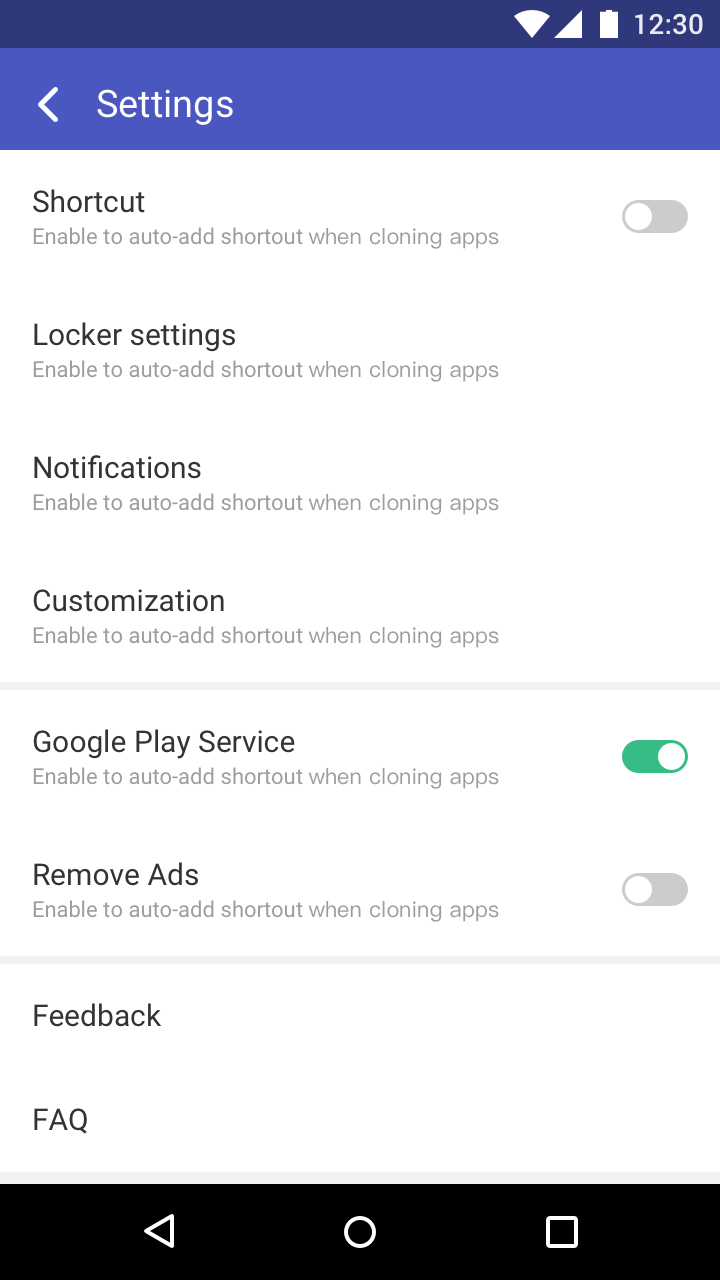 12:30
Settings
Shortcut
Enable to auto-add shortout when cloning apps
Locker settings
Enable to auto-add shortout when cloning apps
Notifications
Enable to auto-add shortout when cloning apps
Customization
Enable to auto-add shortout when cloning apps
Google Play Service
Enable to auto-add shortout when cloning apps
Remove Ads
Enable to auto-add shortout when cloning apps
Feedback
FAQ